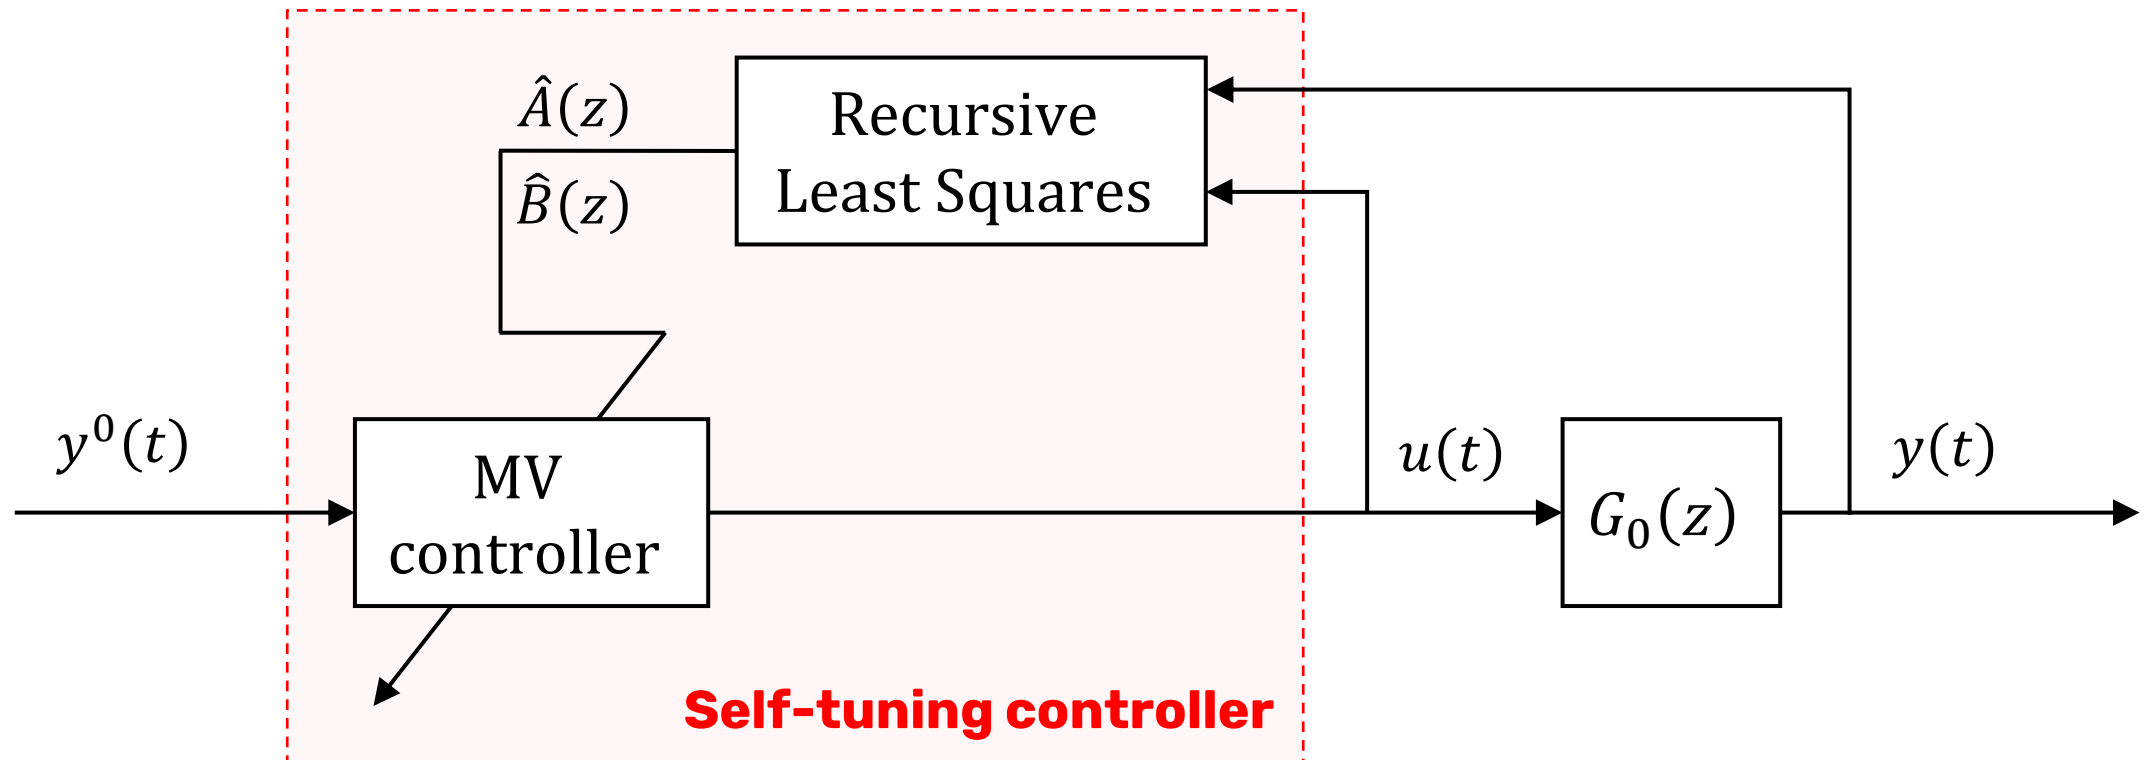 Â(z)
B̂(z)
Recursive
Least Squares
y⁰(t)
MV
controller
u(t)
G₀(z)
y(t)
Self-tuning controller